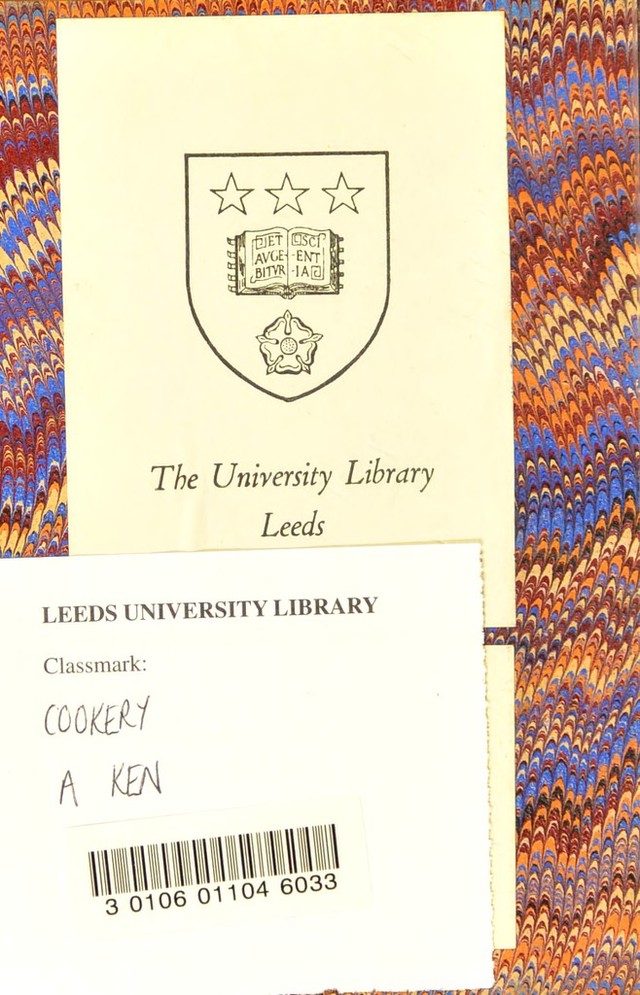 ET SCI
AVGE- ENT
BITVR -IA
The University Library
Leeds
LEEDS UNIVERSITY LIBRARY
Classmark:
COOKERY
A KEN
3 0106 01104 6033